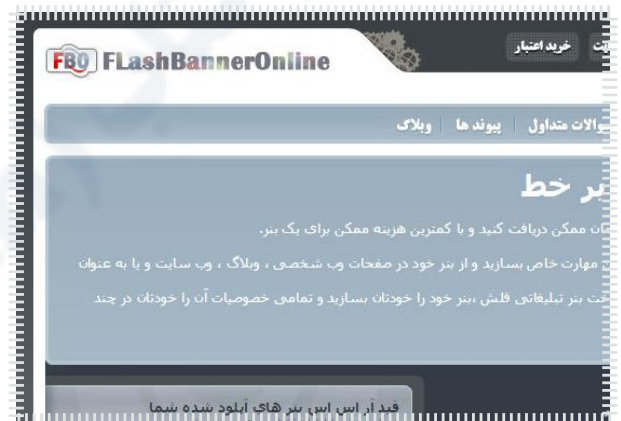 FBO FLashBannerOnline
خرید اعتبار
سوالات متداول پیوند ها وبلاگ
بر خط
ممکن دریافت کنید و با کمترین هزینه ممکن برای یک بنر.
مهارت خاص بسازید و از بنر خود در صفحات وب شخصی ، وبلاگ ، وب سایت و یا به عنوان
بنر تبلیغاتی فلش ،بنر خود را خودتان بسازید و تمامی خصوصیات آن را خودتان در چند
فید آر اس اس بنر های آپلود شده شما